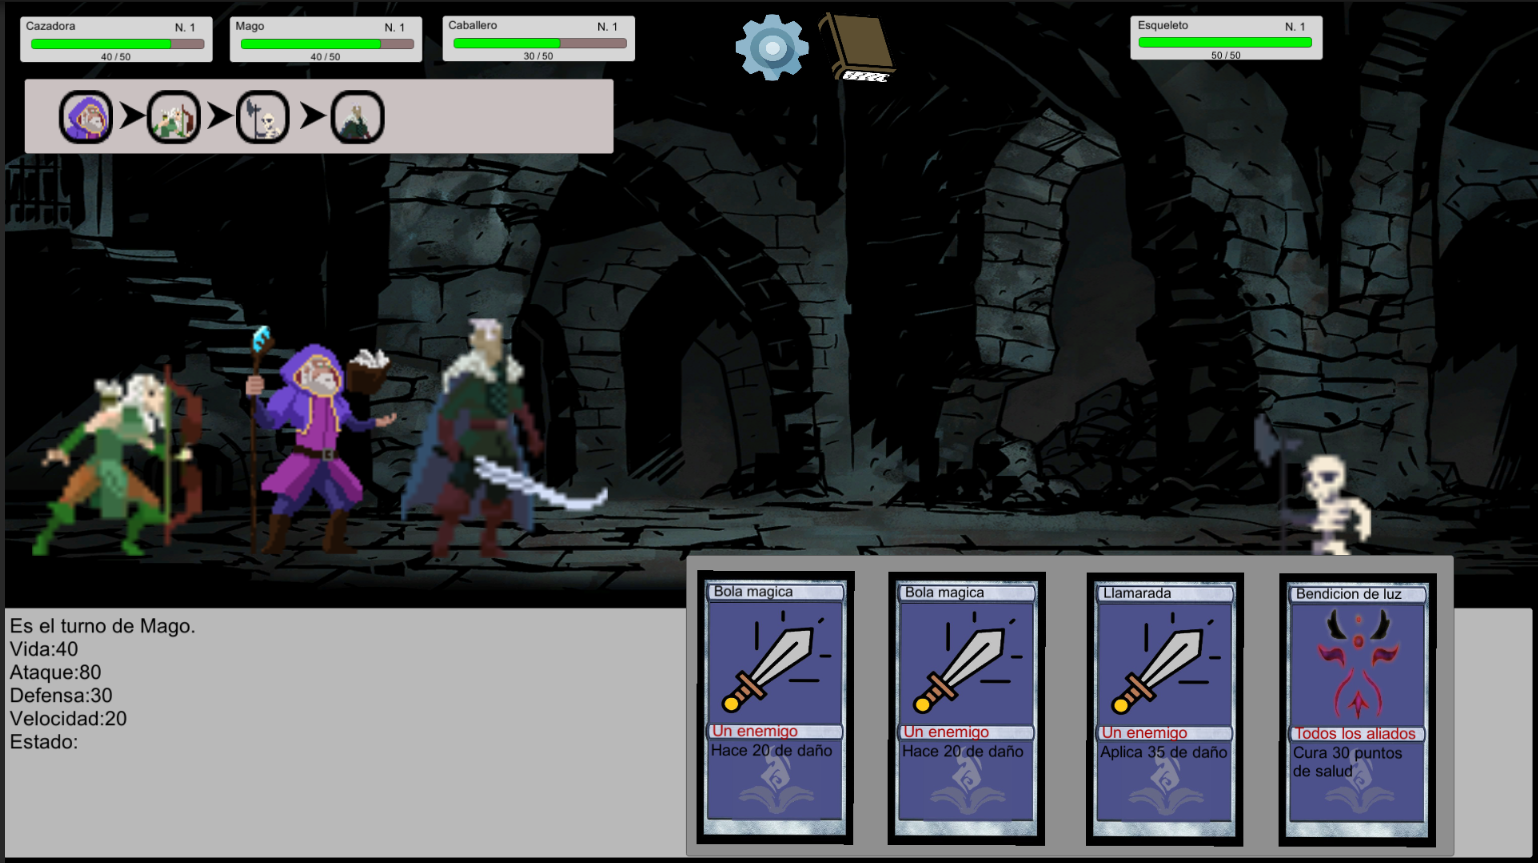 Cazadora N. 1
40 / 50
Mago N. 1
40 / 50
Caballero N. 1
30 / 50
Esqueleto N. 1
50 / 50
Es el turno de Mago.
Vida:40
Ataque:80
Defensa:30
Velocidad:20
Estado:
Bola magica
Un enemigo
Hace 20 de daño
Bola magica
Un enemigo
Hace 20 de daño
Llamarada
Un enemigo
Aplica 35 de daño
Bendicion de luz
Todos los aliados
Cura 30 puntos
de salud